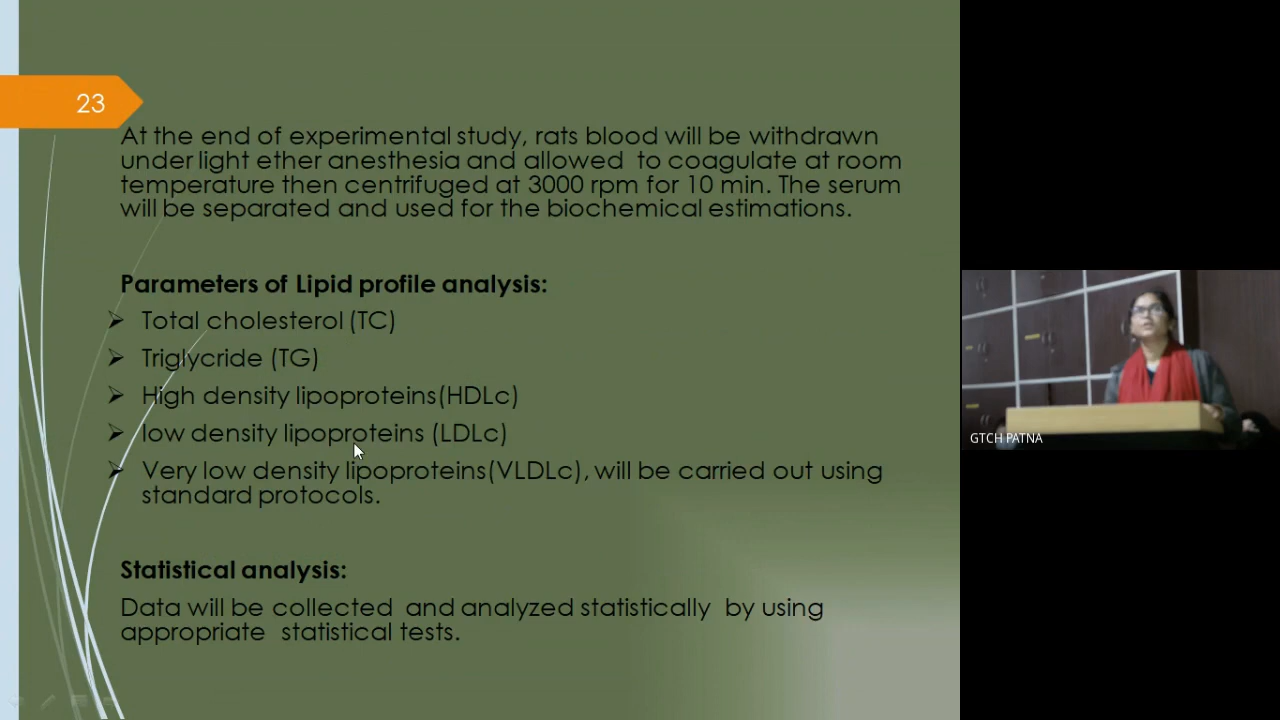 23
At the end of experimental study, rats blood will be withdrawn
under light ether anesthesia and allowed to coagulate at room
temperature then centrifuged at 3000 rpm for 10 min. The serum
will be separated and used for the biochemical estimations.
Parameters of Lipid profile analysis:
Total cholesterol (TC)
Triglycride (TG)
High density lipoproteins(HDLc)
low density lipoproteins (LDLc)
Very low density lipoproteins(VLDLc), will be carried out using
standard protocols.
Statistical analysis:
Data will be collected and analyzed statistically by using
appropriate statistical tests.
GTCH PATNA